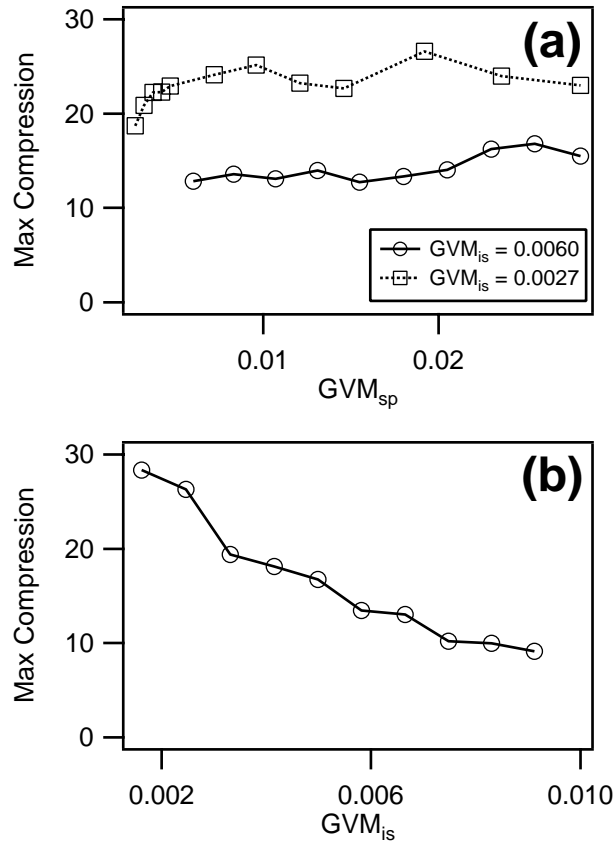 30
(a)
20
Max Compression
10
GVM_is = 0.0060
GVM_is = 0.0027
0
0.01
0.02
GVM_sp
30
(b)
20
Max Compression
10
0
0.002
0.006
0.010
GVM_is